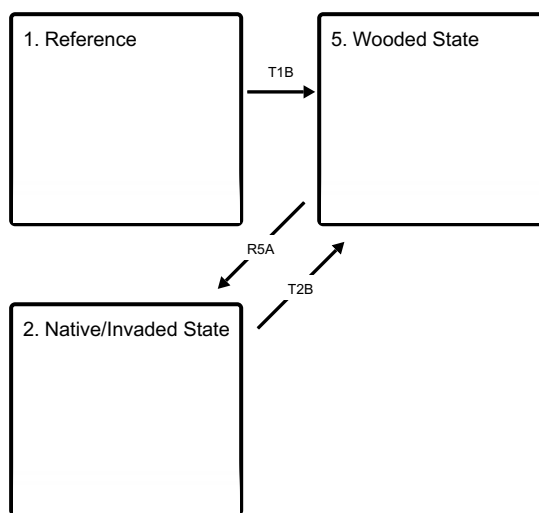 1. Reference
5. Wooded State
T1B
R5A
T2B
2. Native/Invaded State